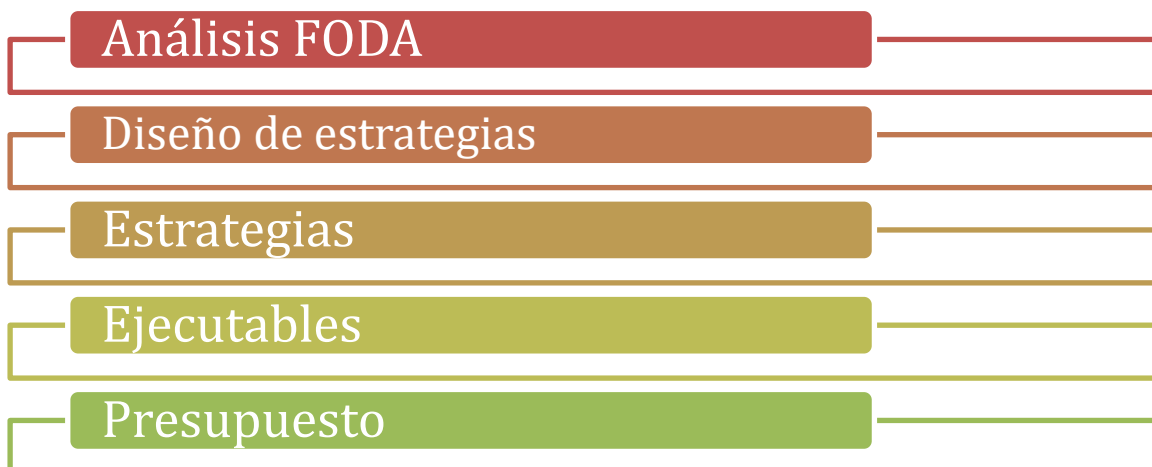 Análisis FODA
Diseño de estrategias
Estrategias
Ejecutables
Presupuesto